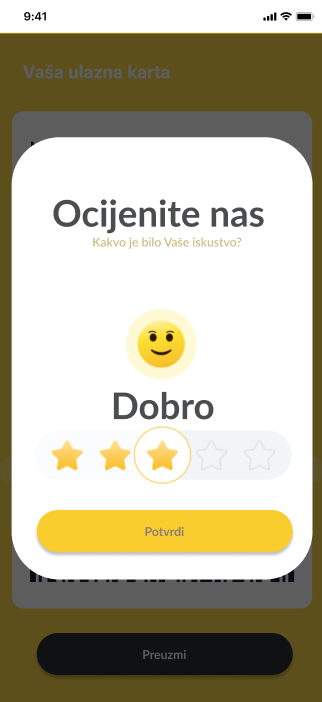 9:41
Vaša ulazna karta
Ocijenite nas
Kakvo je bilo Vaše iskustvo?
Dobro
Potvrdi
Preuzmi